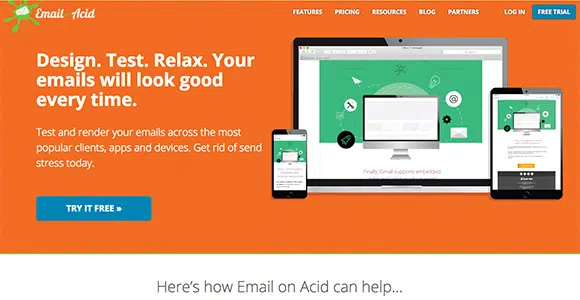 Email on Acid
FEATURES PRICING RESOURCES BLOG PARTNERS LOG IN FREE TRIAL
Design. Test. Relax. Your
emails will look good
every time.
Test and render your emails across the most
popular clients, apps and devices. Get rid of send
stress today.
TRY IT FREE »
Finally! Gmail supports embedded
Here's how Email on Acid can help...